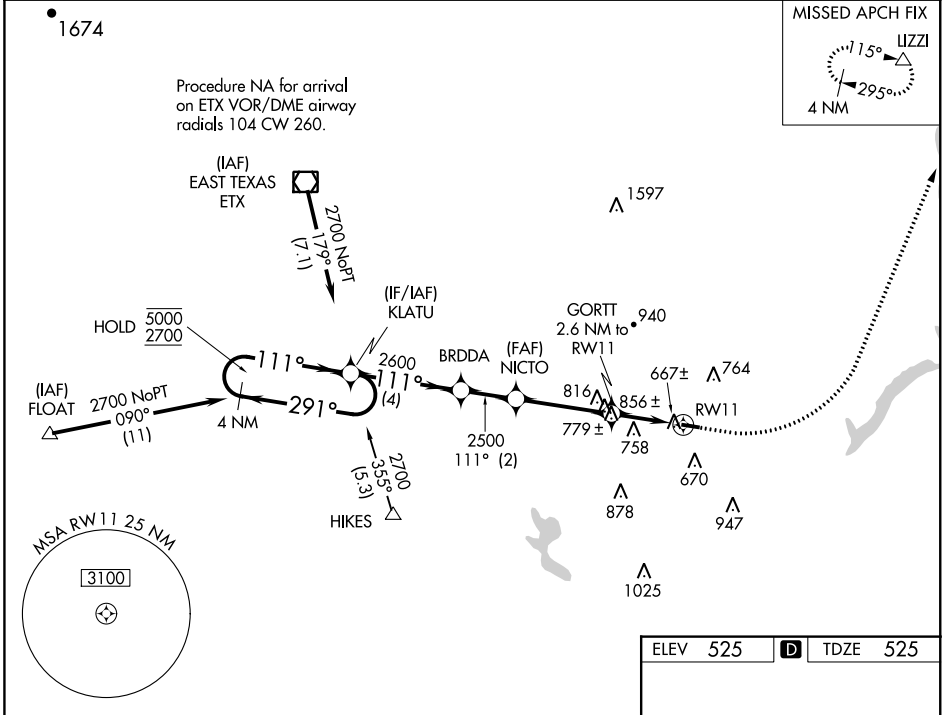 1674
MISSED APCH FIX
LIZZI
115°
295°
4 NM
Procedure NA for arrival
on ETX VOR/DME airway
radials 104 CW 260.
(IAF)
EAST TEXAS
ETX
2700 NoPT
179°
(7.1)
1597
(IF/IAF)
KLATU
HOLD 5000
2700
GORTT
2.6 NM to
RW11
940
111°
2600
111°
(4)
BRDDA
(FAF)
NICTO
(IAF)
FLOAT
2700 NoPT
090°
(11)
291°
4 NM
816
856 ±
667±
764
RW11
779 ±
758
2500
111° (2)
670
2700
355°
(5.3)
HIKES
878
947
1025
MSA RW11 25 NM
3100
ELEV 525 D TDZE 525